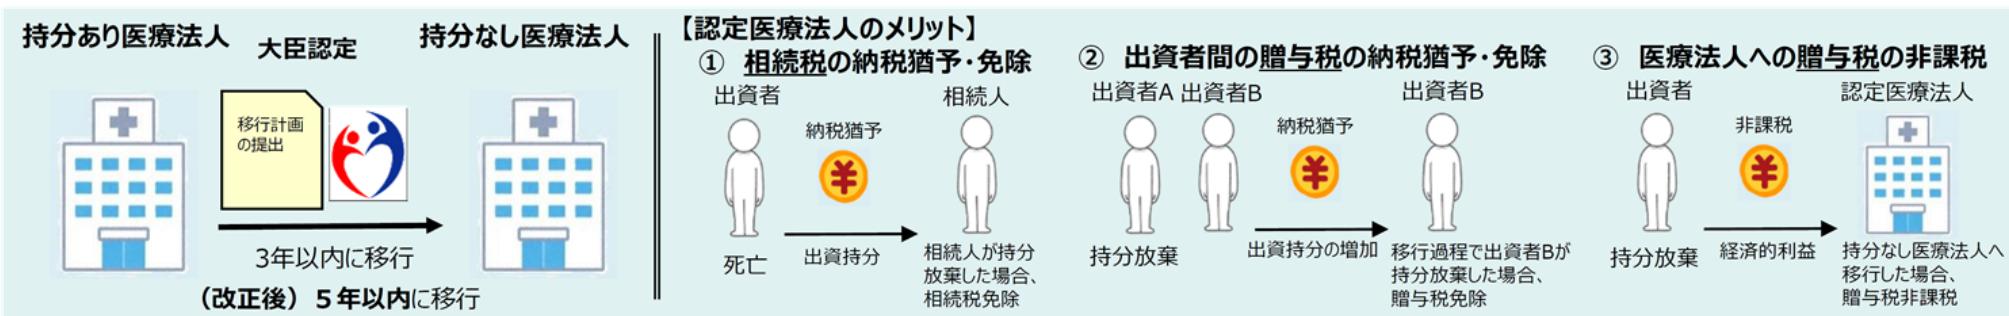 持分あり医療法人
大臣認定
持分なし医療法人
移行計画
の提出
3年以内に移行
(改正後)5年以内に移行
【認定医療法人のメリット】
① 相続税の納税猶予・免除
出資者
相続人
納税猶予
¥
死亡
出資持分
相続人が持分
放棄した場合、
相続税免除
② 出資者間の贈与税の納税猶予・免除
出資者A 出資者B
出資者B
納税猶予
¥
持分放棄
出資持分の増加
移行過程で出資者Bが
持分放棄した場合、
贈与税免除
③ 医療法人への贈与税の非課税
出資者
認定医療法人
非課税
¥
持分放棄
経済的利益
持分なし医療法人へ
移行した場合、
贈与税非課税